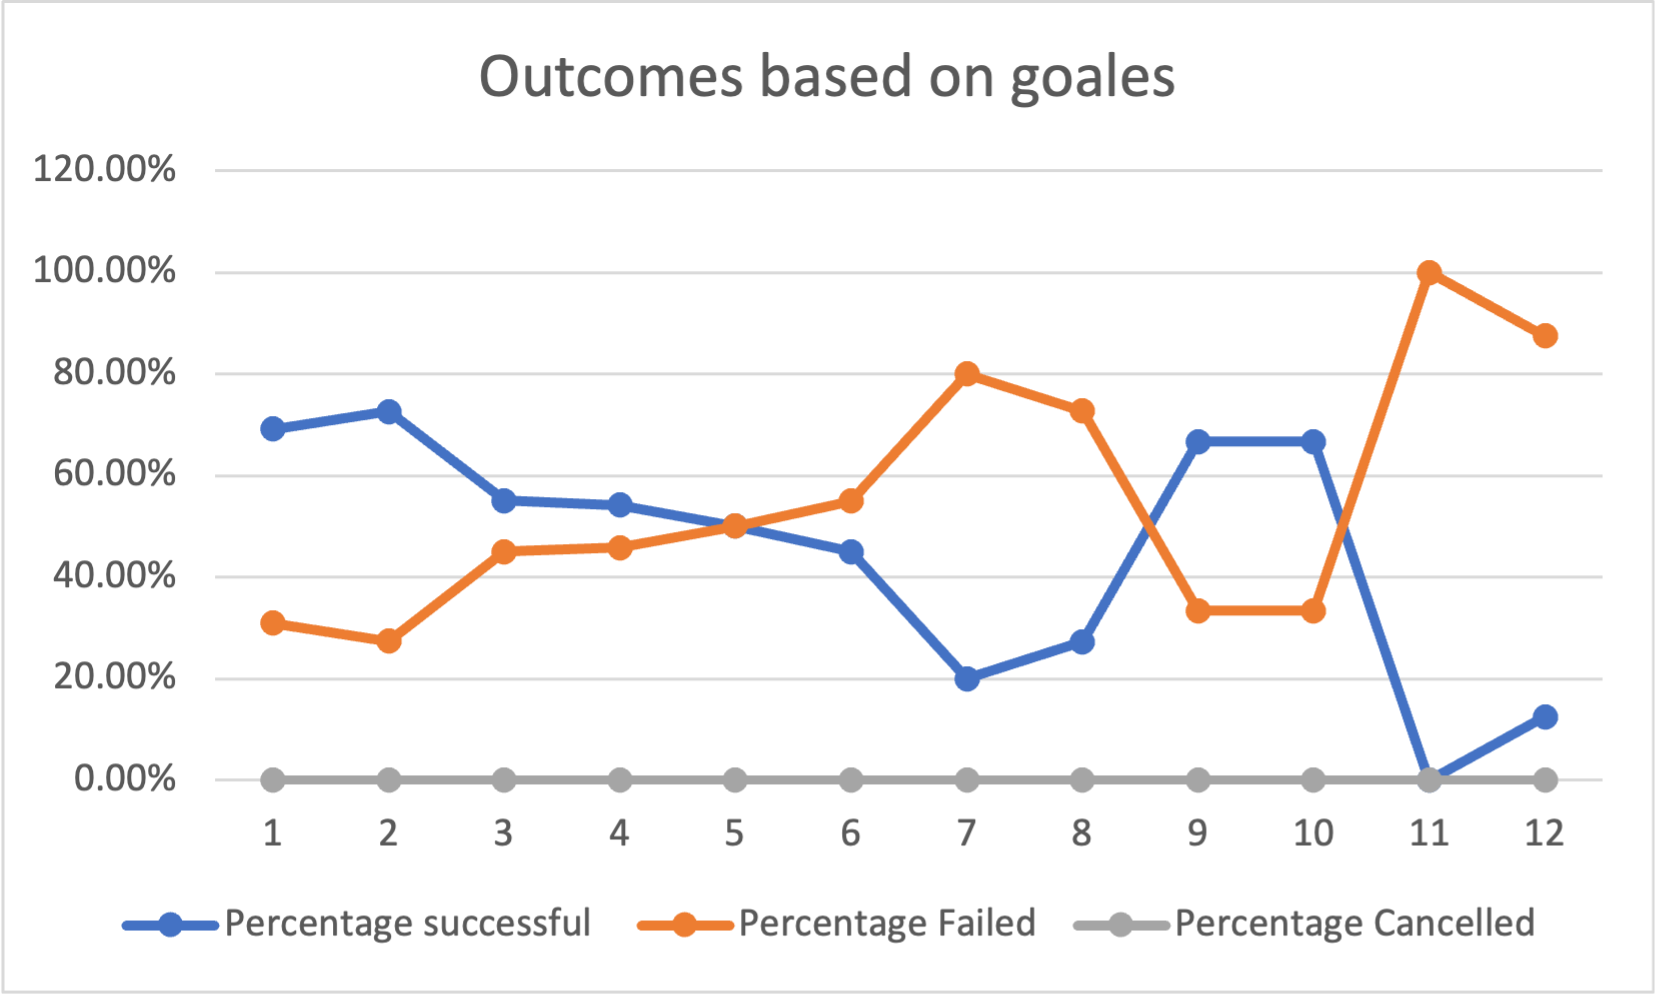 Outcomes based on goales
120.00%
100.00%
80.00%
60.00%
40.00%
20.00%
0.00%
1 2 3 4 5 6 7 8 9 10 11 12
Percentage successful Percentage Failed Percentage Cancelled